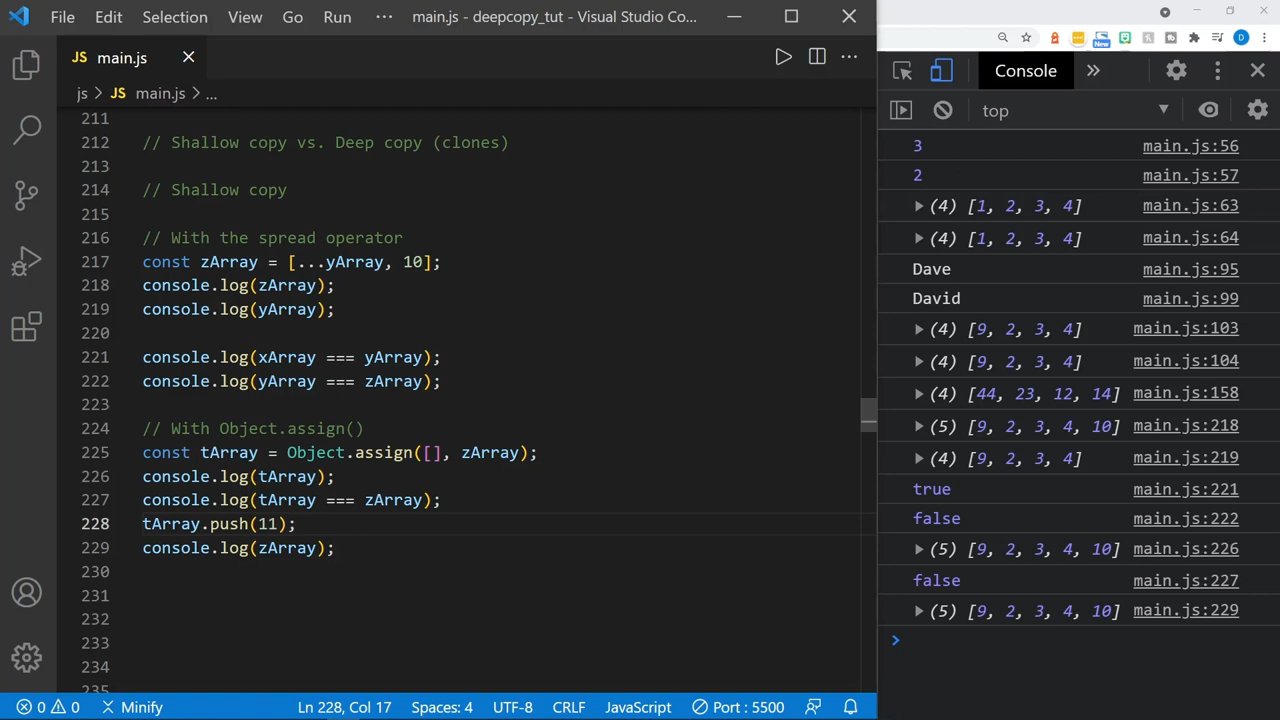 File Edit Selection View Go Run ··· main.js - deepcopy_tut - Visual Studio Co...
JS main.js
js > JS main.js > ...
211
212 // Shallow copy vs. Deep copy (clones)
213
214 // Shallow copy
215
216 // With the spread operator
217 const zArray = [...yArray, 10];
218 console.log(zArray);
219 console.log(yArray);
220
221 console.log(xArray === yArray);
222 console.log(yArray === zArray);
223
224 // With Object.assign()
225 const tArray = Object.assign([], zArray);
226 console.log(tArray);
227 console.log(tArray === zArray);
228 tArray.push(11);
229 console.log(zArray);
230
231
232
233
234
235
0 0 Minify Ln 228, Col 17 Spaces: 4 UTF-8 CRLF JavaScript Port : 5500
New D
Console »
top
3 main.js:56
2 main.js:57
(4) [1, 2, 3, 4] main.js:63
(4) [1, 2, 3, 4] main.js:64
Dave main.js:95
David main.js:99
(4) [9, 2, 3, 4] main.js:103
(4) [9, 2, 3, 4] main.js:104
(4) [44, 23, 12, 14] main.js:158
(5) [9, 2, 3, 4, 10] main.js:218
(4) [9, 2, 3, 4] main.js:219
true main.js:221
false main.js:222
(5) [9, 2, 3, 4, 10] main.js:226
false main.js:227
(5) [9, 2, 3, 4, 10] main.js:229
>